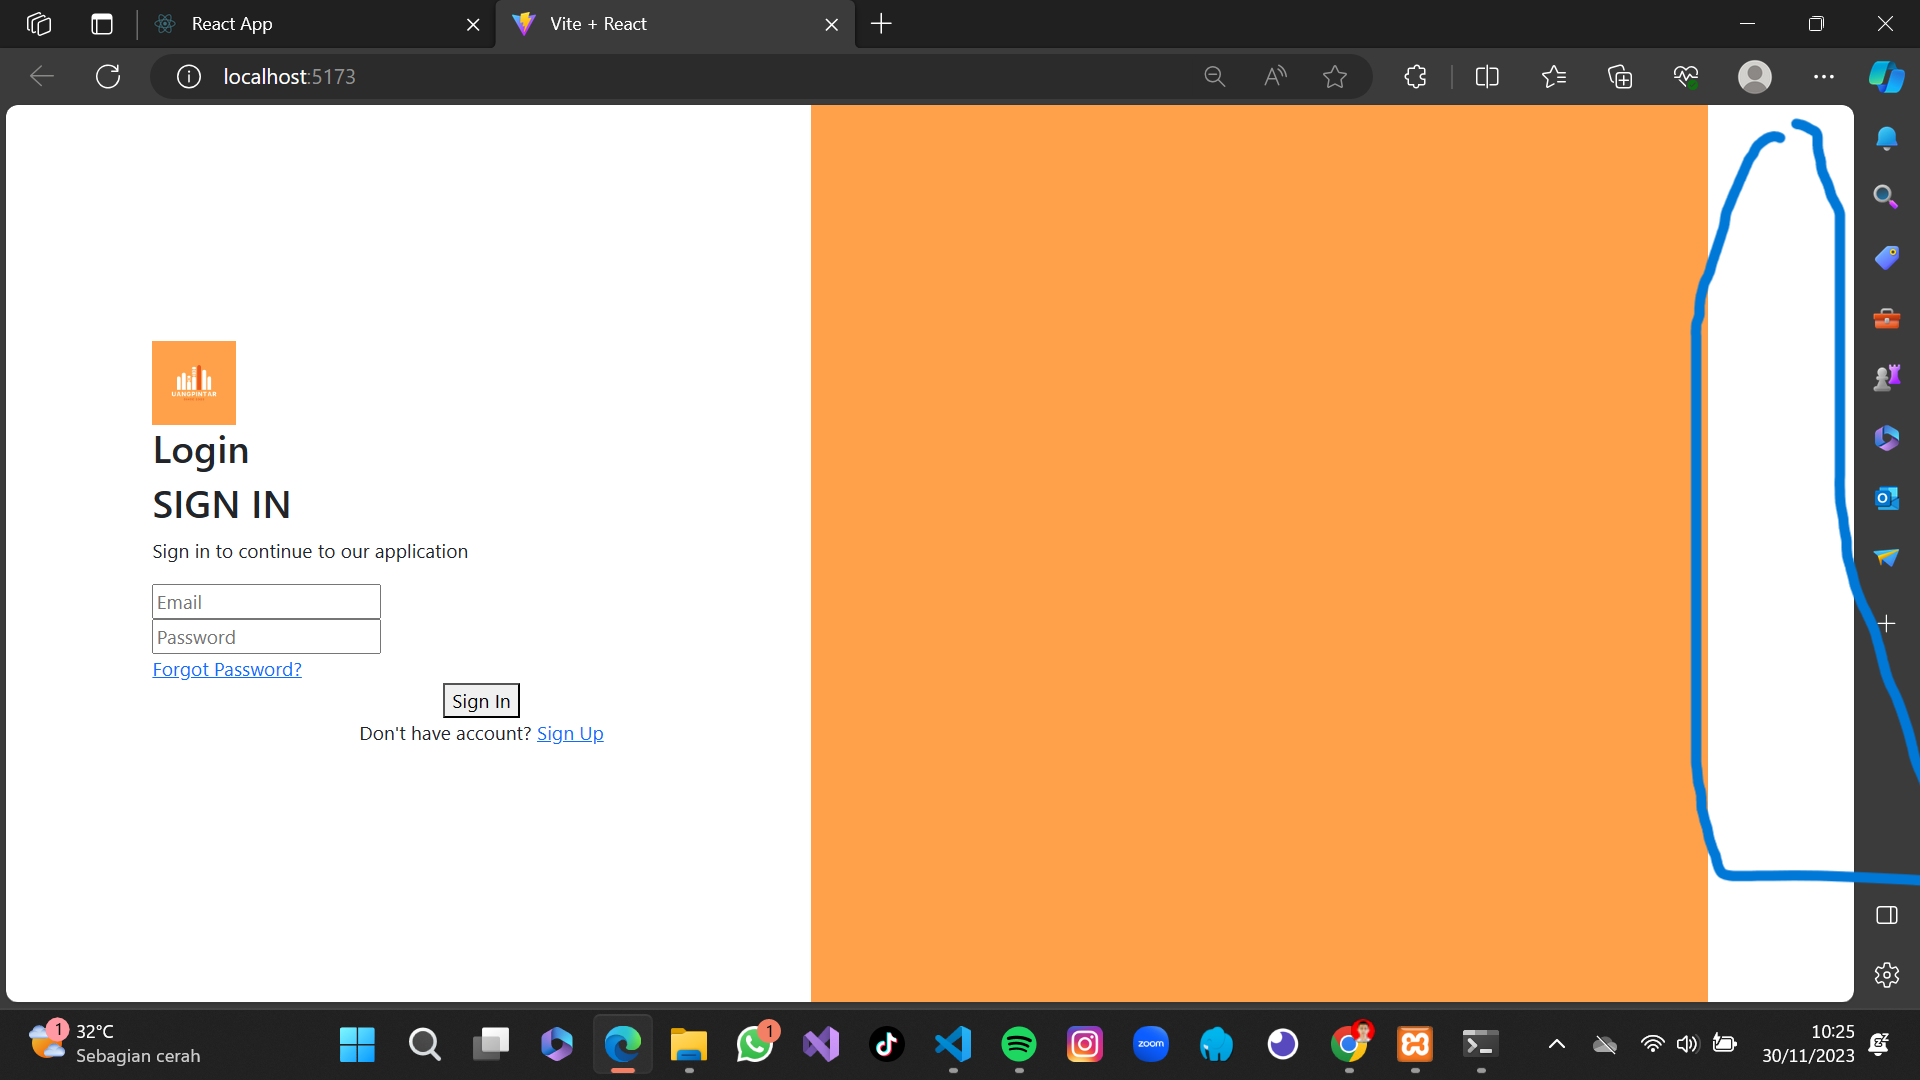 React App
Vite + React
localhost:5173
UANGPINTAR
Login
SIGN IN
Sign in to continue to our application
Email
Password
Forgot Password?
Sign In
Don't have account? Sign Up
1
32°C
Sebagian cerah
1
zoom
10:25
30/11/2023